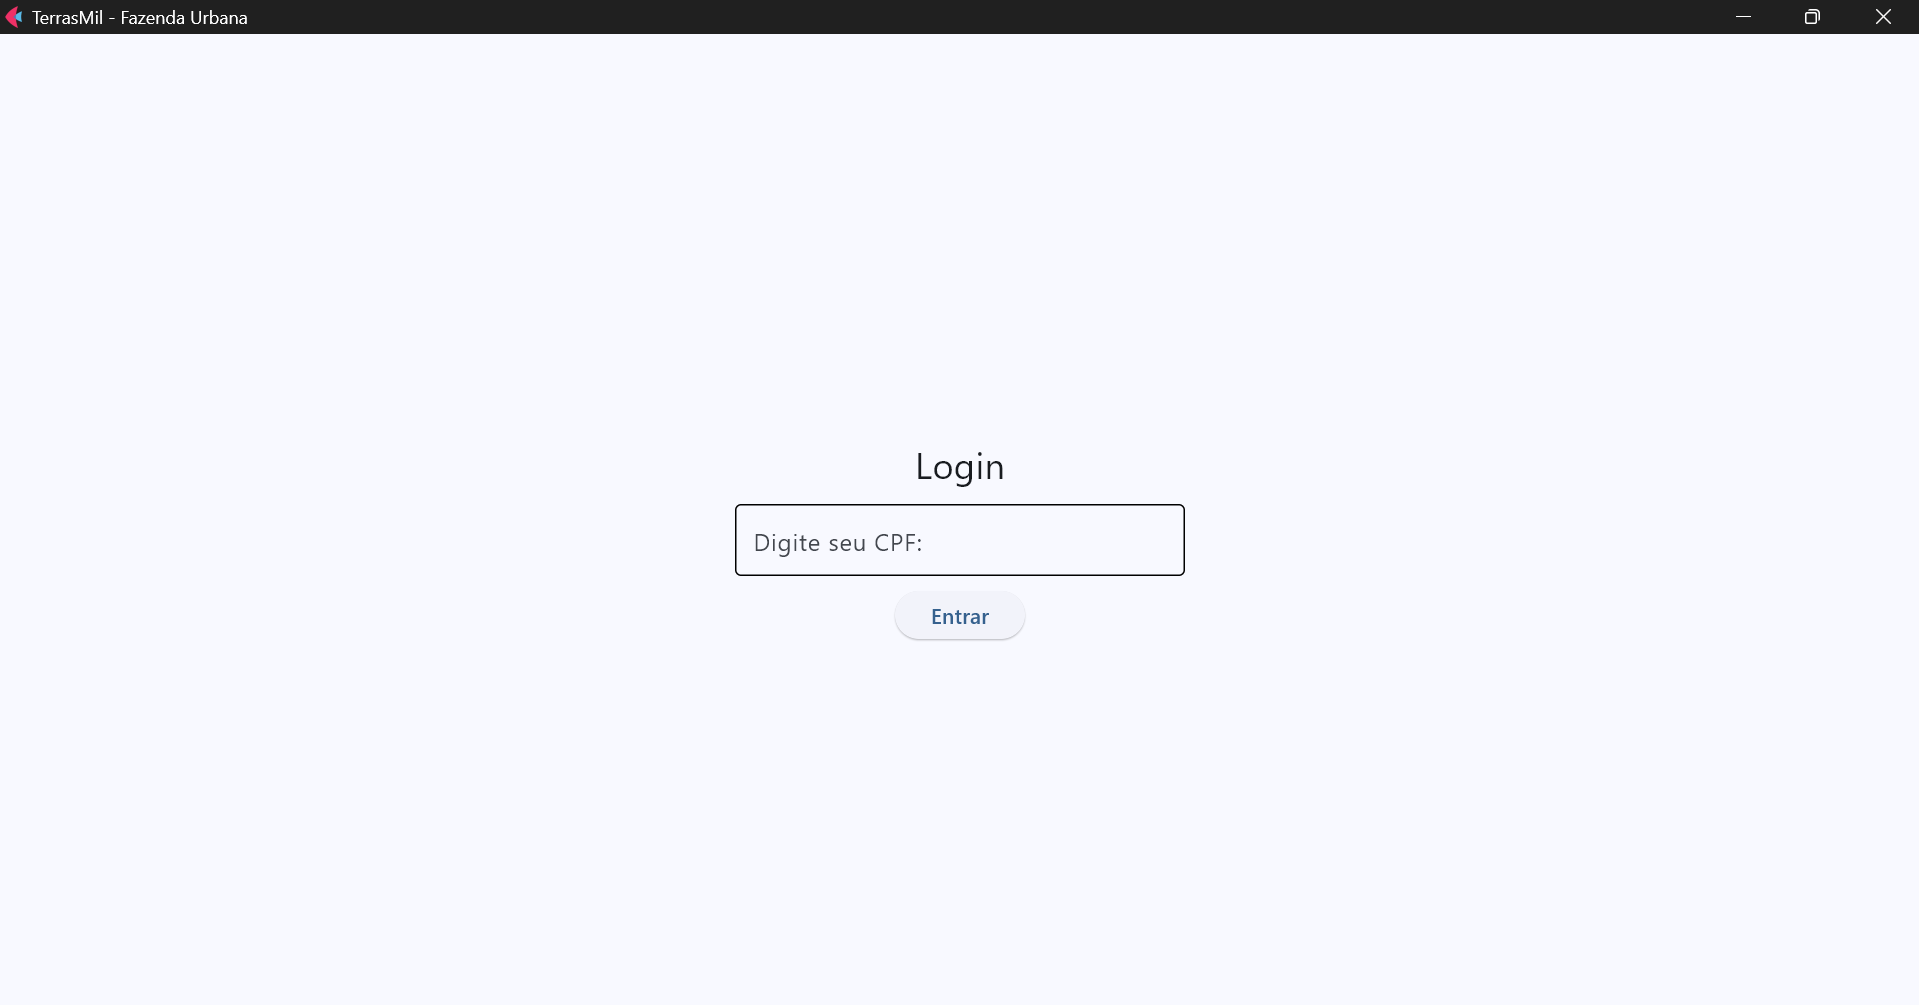 TerrasMil - Fazenda Urbana
Login
Digite seu CPF:
Entrar